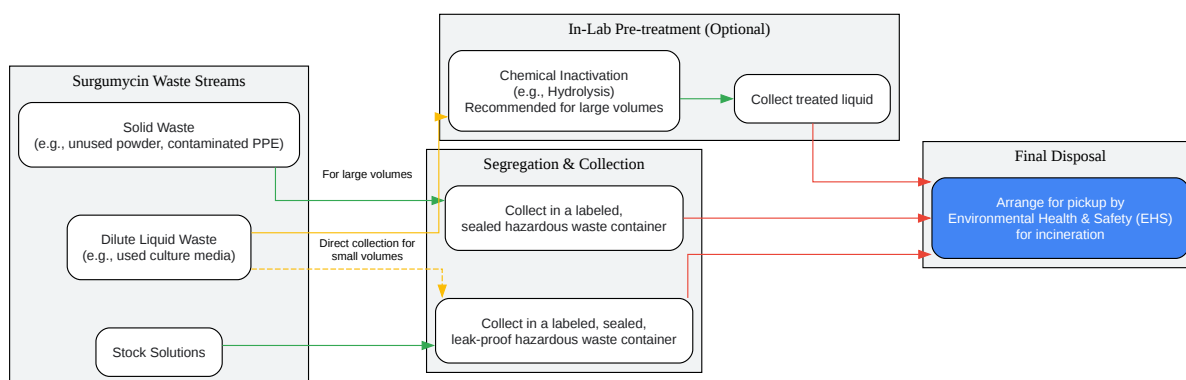 In-Lab Pre-treatment (Optional)
Chemical Inactivation
(e.g., Hydrolysis)
Recommended for large volumes
Collect treated liquid
Surgumycin Waste Streams
Solid Waste
(e.g., unused powder, contaminated PPE)
Dilute Liquid Waste
(e.g., used culture media)
Stock Solutions
For large volumes
Direct collection for
small volumes
Segregation & Collection
Collect in a labeled,
sealed hazardous waste container
Collect in a labeled, sealed,
leak-proof hazardous waste container
Final Disposal
Arrange for pickup by
Environmental Health & Safety (EHS)
for incineration